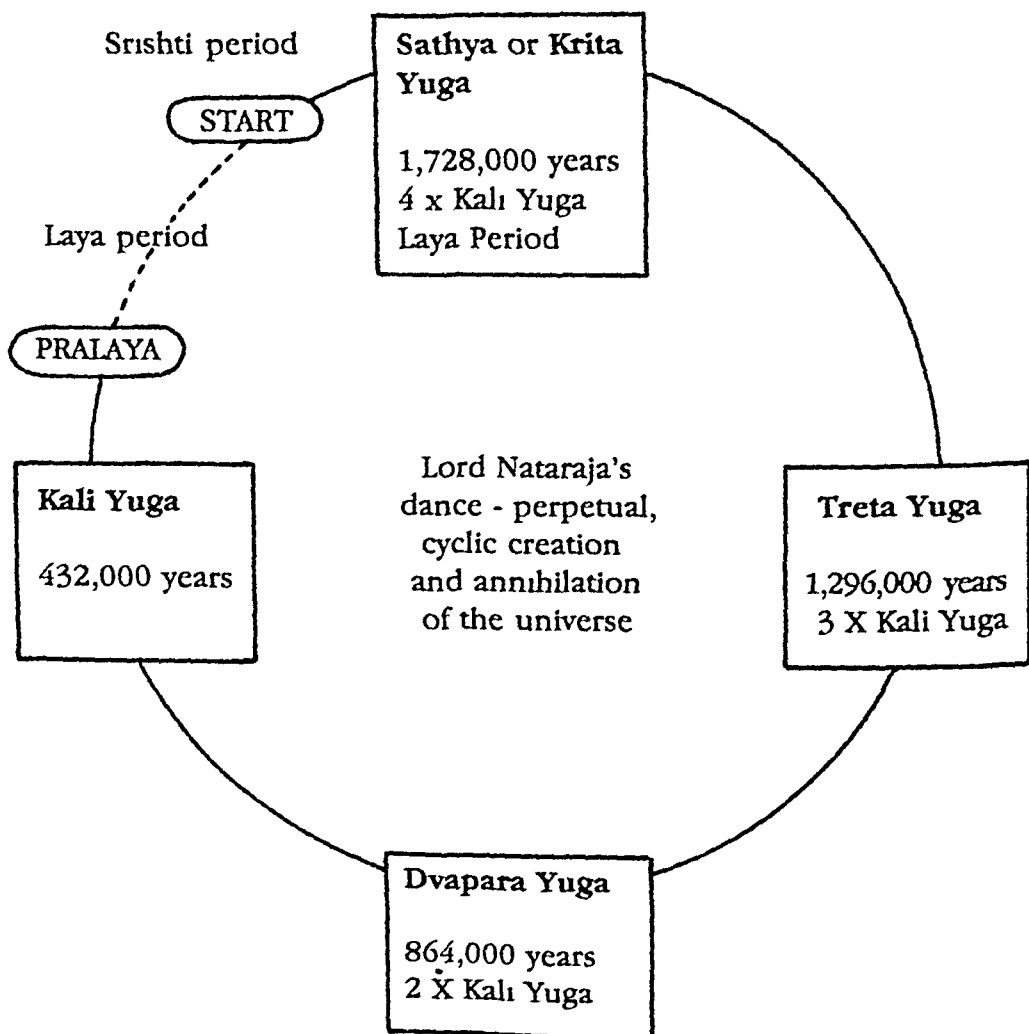 Srishti period
START
Laya period
PRALAYA
Sathya or Krita
Yuga
1,728,000 years
4 x Kali Yuga
Laya Period
Kali Yuga
432,000 years
Lord Nataraja's
dance - perpetual,
cyclic creation
and annihilation
of the universe
Treta Yuga
1,296,000 years
3 X Kali Yuga
Dvapara Yuga
864,000 years
2 X Kali Yuga